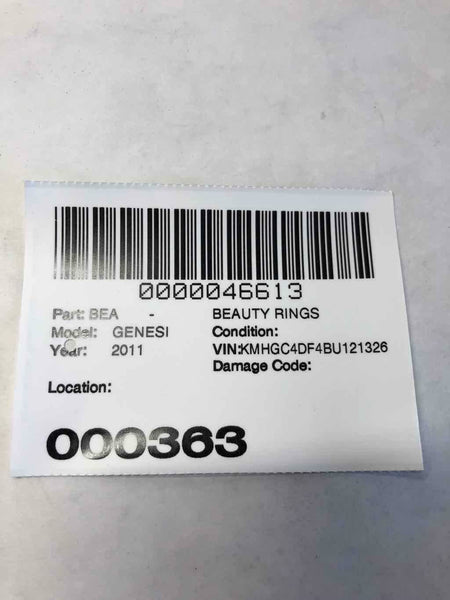 0000046613
Part: BEA - BEAUTY RINGS
Model: GENESI Condition:
Year: 2011 VIN:KMHGC4DF4BU121326
Damage Code:
Location:
000363